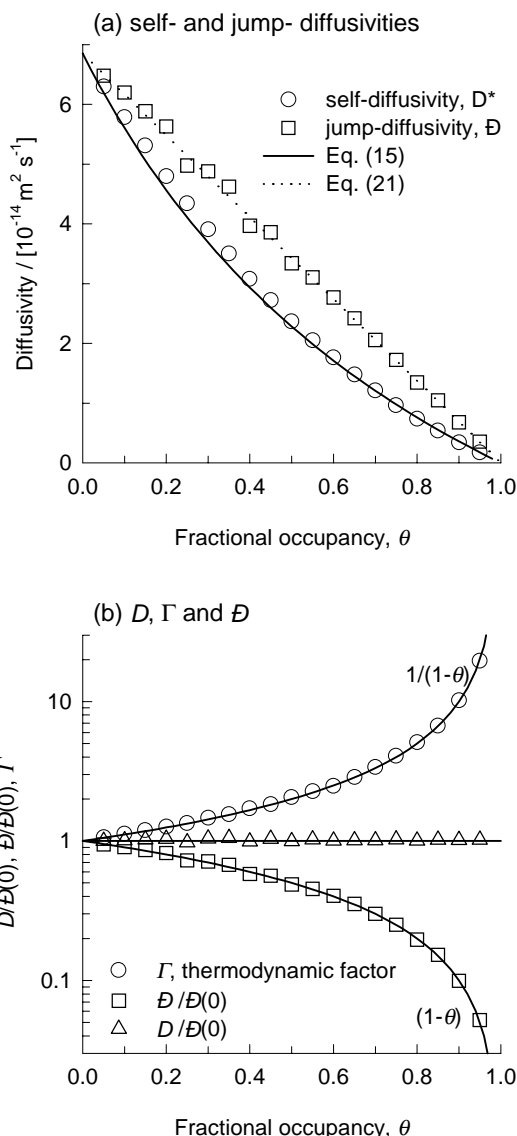 (a) self- and jump- diffusivities
6
4
2
0
Diffusivity / [10⁻¹⁴ m² s⁻¹]
self-diffusivity, D*
jump-diffusivity, Đ
Eq. (15)
Eq. (21)
0.0 0.2 0.4 0.6 0.8 1.0
Fractional occupancy, θ
(b) D, Γ and Đ
10
1
0.1
D/Đ(0), Đ/Đ(0), Γ
1/(1-θ)
Γ, thermodynamic factor
Đ/Đ(0)
D/Đ(0)
(1-θ)
0.0 0.2 0.4 0.6 0.8 1.0
Fractional occupancy, θ